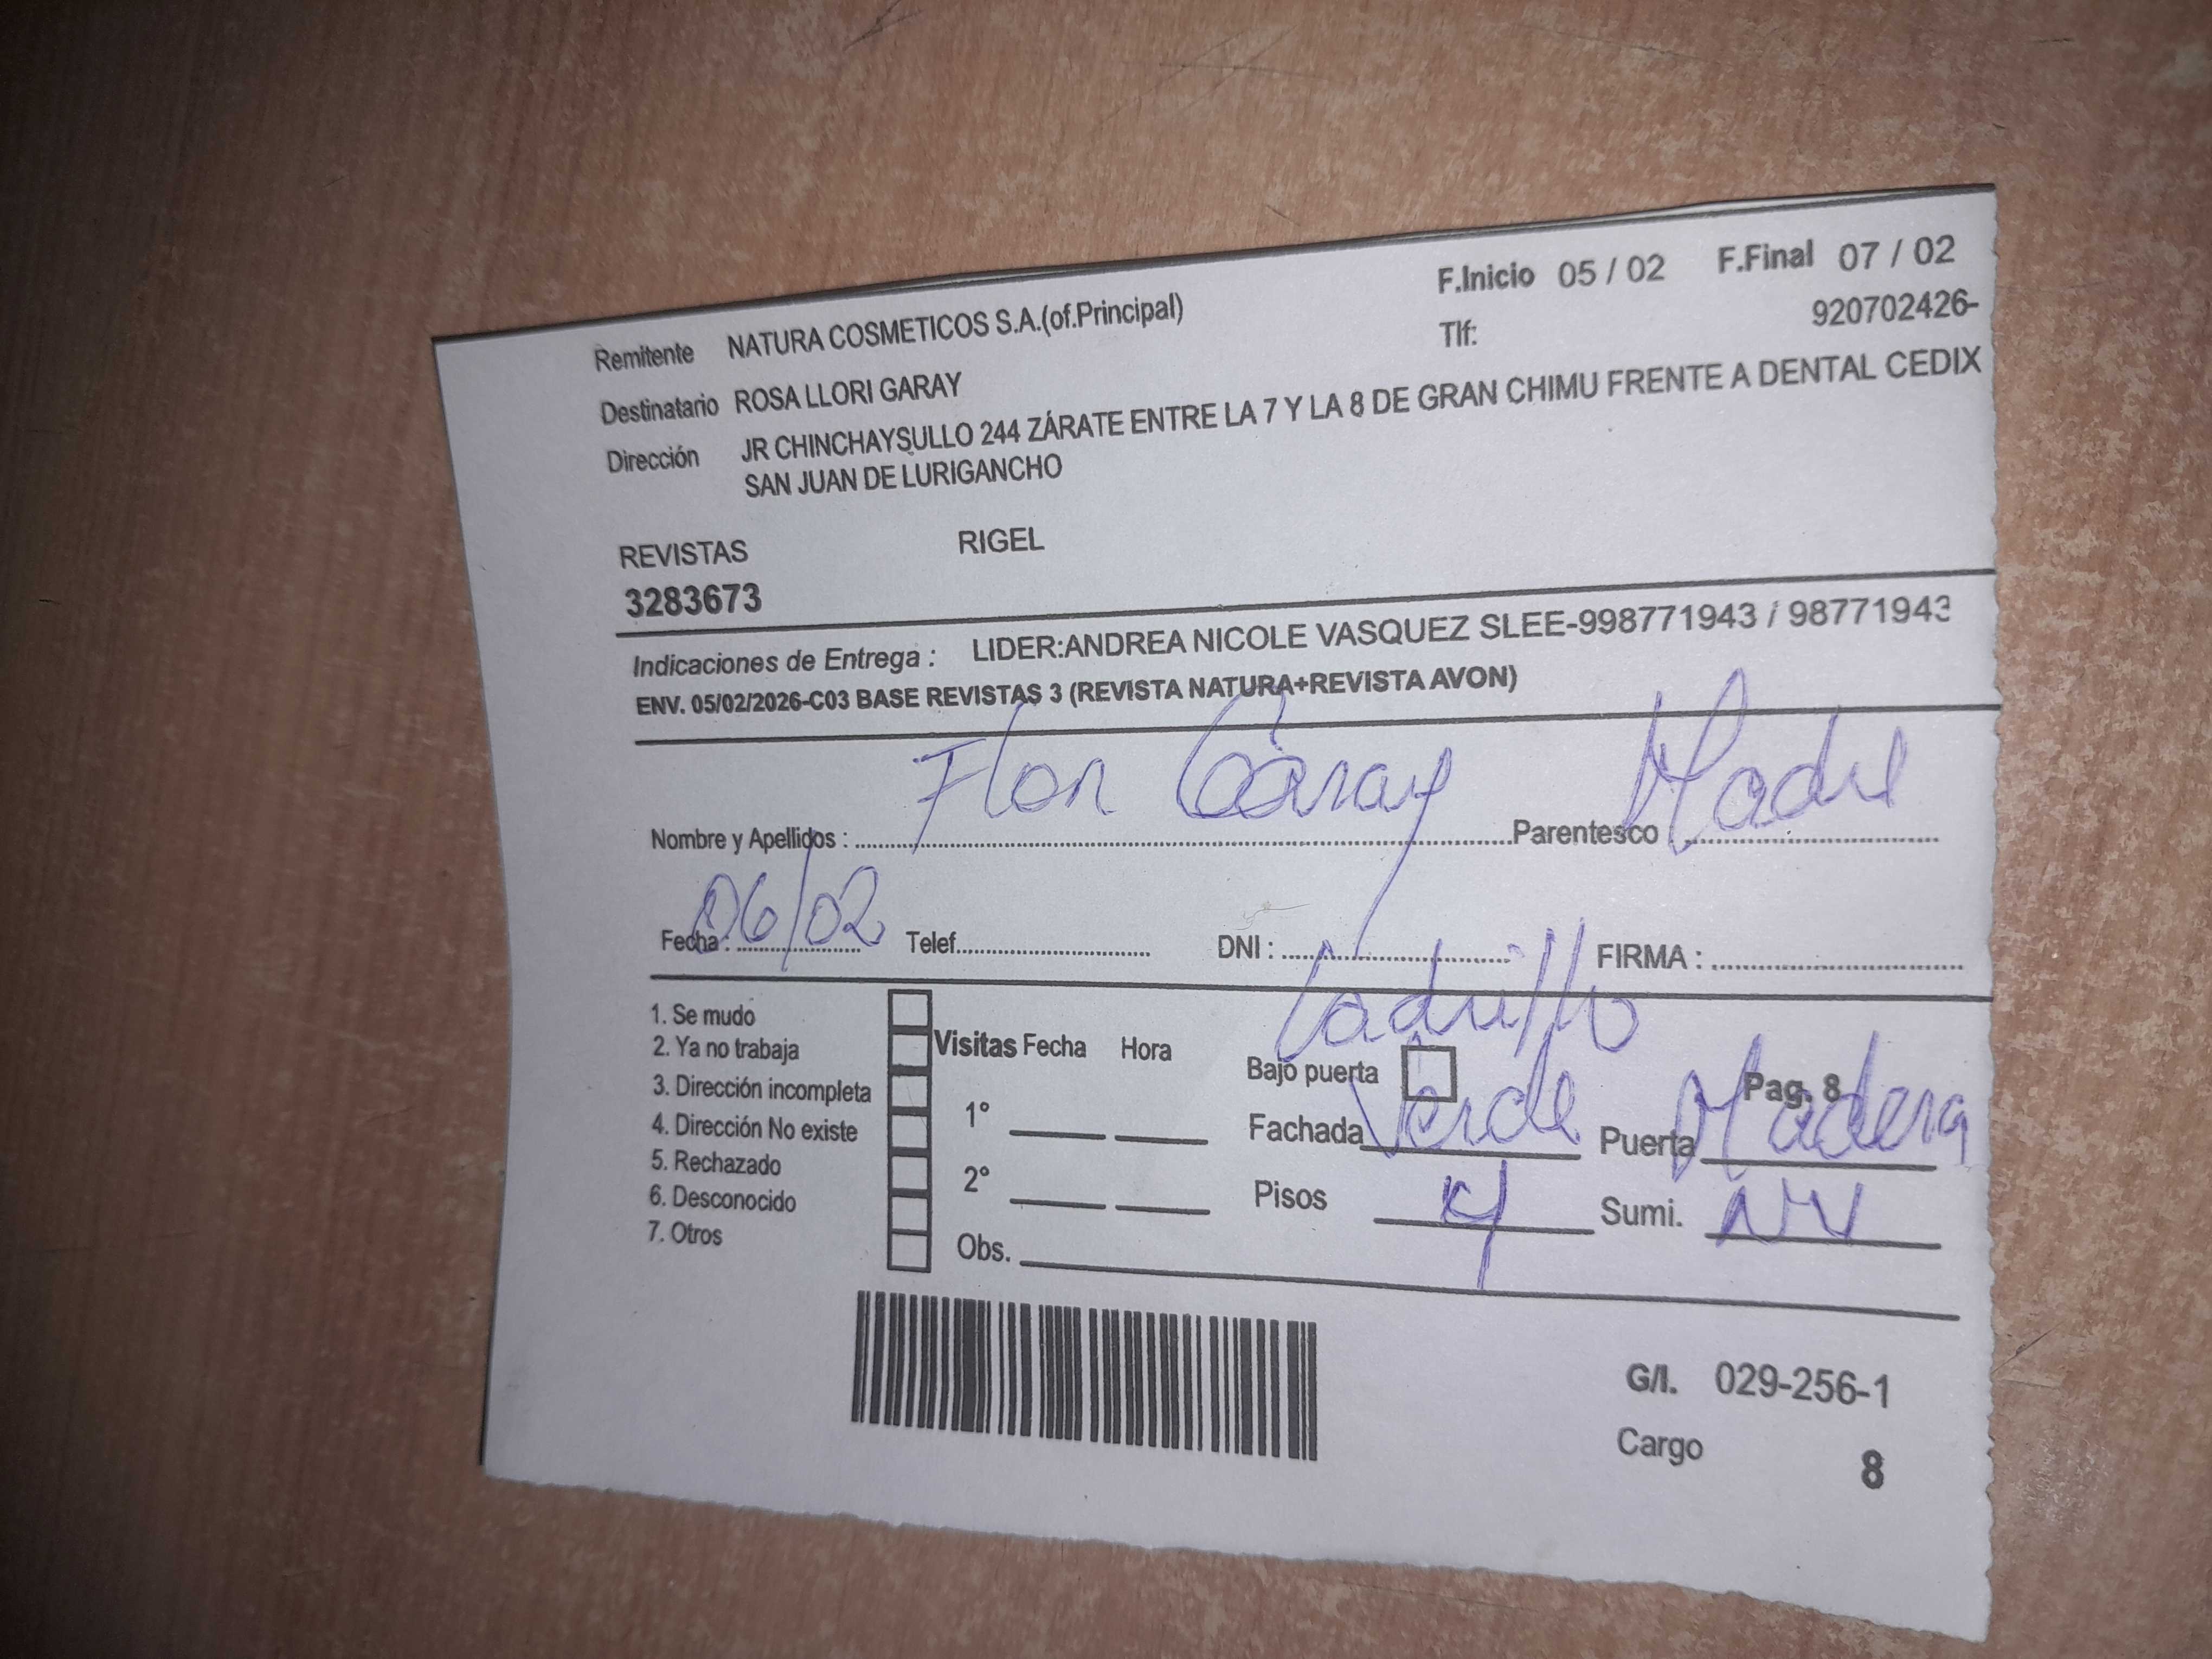 F.Inicio 05 / 02 F.Final 07 / 02
Remitente NATURA COSMETICOS S.A.(of.Principal) Tlf: 920702426-
Destinatario ROSA LLORI GARAY
Dirección JR CHINCHAYSULLO 244 ZÁRATE ENTRE LA 7 Y LA 8 DE GRAN CHIMU FRENTE A DENTAL CEDIX
SAN JUAN DE LURIGANCHO
REVISTAS RIGEL
3283673
Indicaciones de Entrega : LIDER:ANDREA NICOLE VASQUEZ SLEE-998771943 / 98771943
ENV. 05/02/2026-C03 BASE REVISTAS 3 (REVISTA NATURA+REVISTA AVON)
Nombre y Apellidos : Flor Garay Parentesco Madre
Fecha : 06/02 Telef. DNI : FIRMA :
Ladrillo
1. Se mudo
2. Ya no trabaja
3. Dirección incompleta
4. Dirección No existe
5. Rechazado
6. Desconocido
7. Otros
Visitas Fecha Hora
1°
2°
Obs.
Bajo puerta Pag. 8
Fachada Verde Puerta Madera
Pisos 4 Sumi. NV
G/I. 029-256-1
Cargo 8